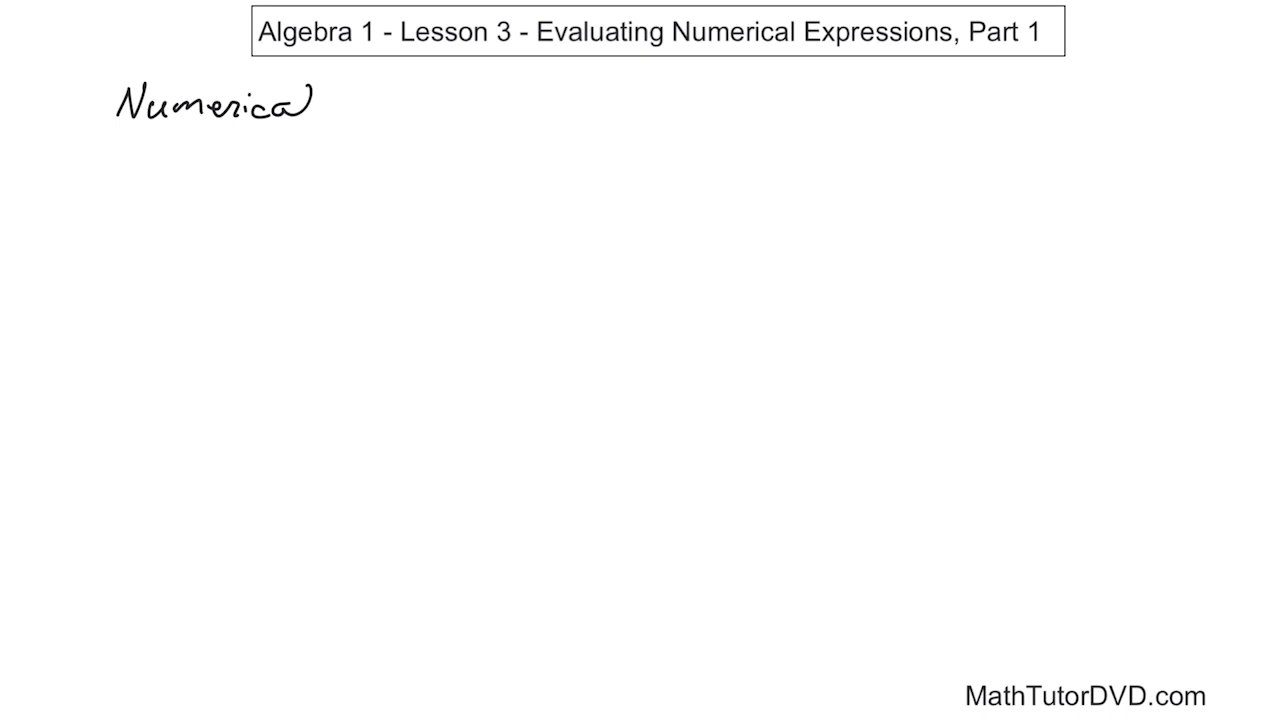 Algebra 1 - Lesson 3 - Evaluating Numerical Expressions, Part 1
Numerical
MathTutorDVD.com